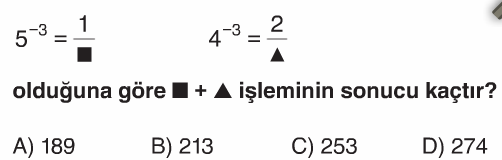 5⁻³ = 1/■    4⁻³ = 2/▲
olduğuna göre ■ + ▲ işleminin sonucu kaçtır?
A) 189    B) 213    C) 253    D) 274